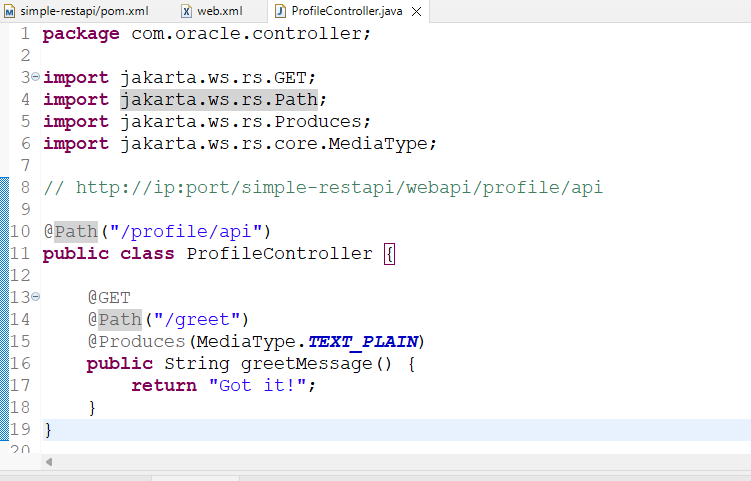 simple-restapi/pom.xml web.xml ProfileController.java
1 package com.oracle.controller;
2
3 import jakarta.ws.rs.GET;
4 import jakarta.ws.rs.Path;
5 import jakarta.ws.rs.Produces;
6 import jakarta.ws.rs.core.MediaType;
7
8 // http://ip:port/simple-restapi/webapi/profile/api
9
10 @Path("/profile/api")
11 public class ProfileController {
12
13 @GET
14 @Path("/greet")
15 @Produces(MediaType.TEXT_PLAIN)
16 public String greetMessage() {
17 return "Got it!";
18 }
19 }
20